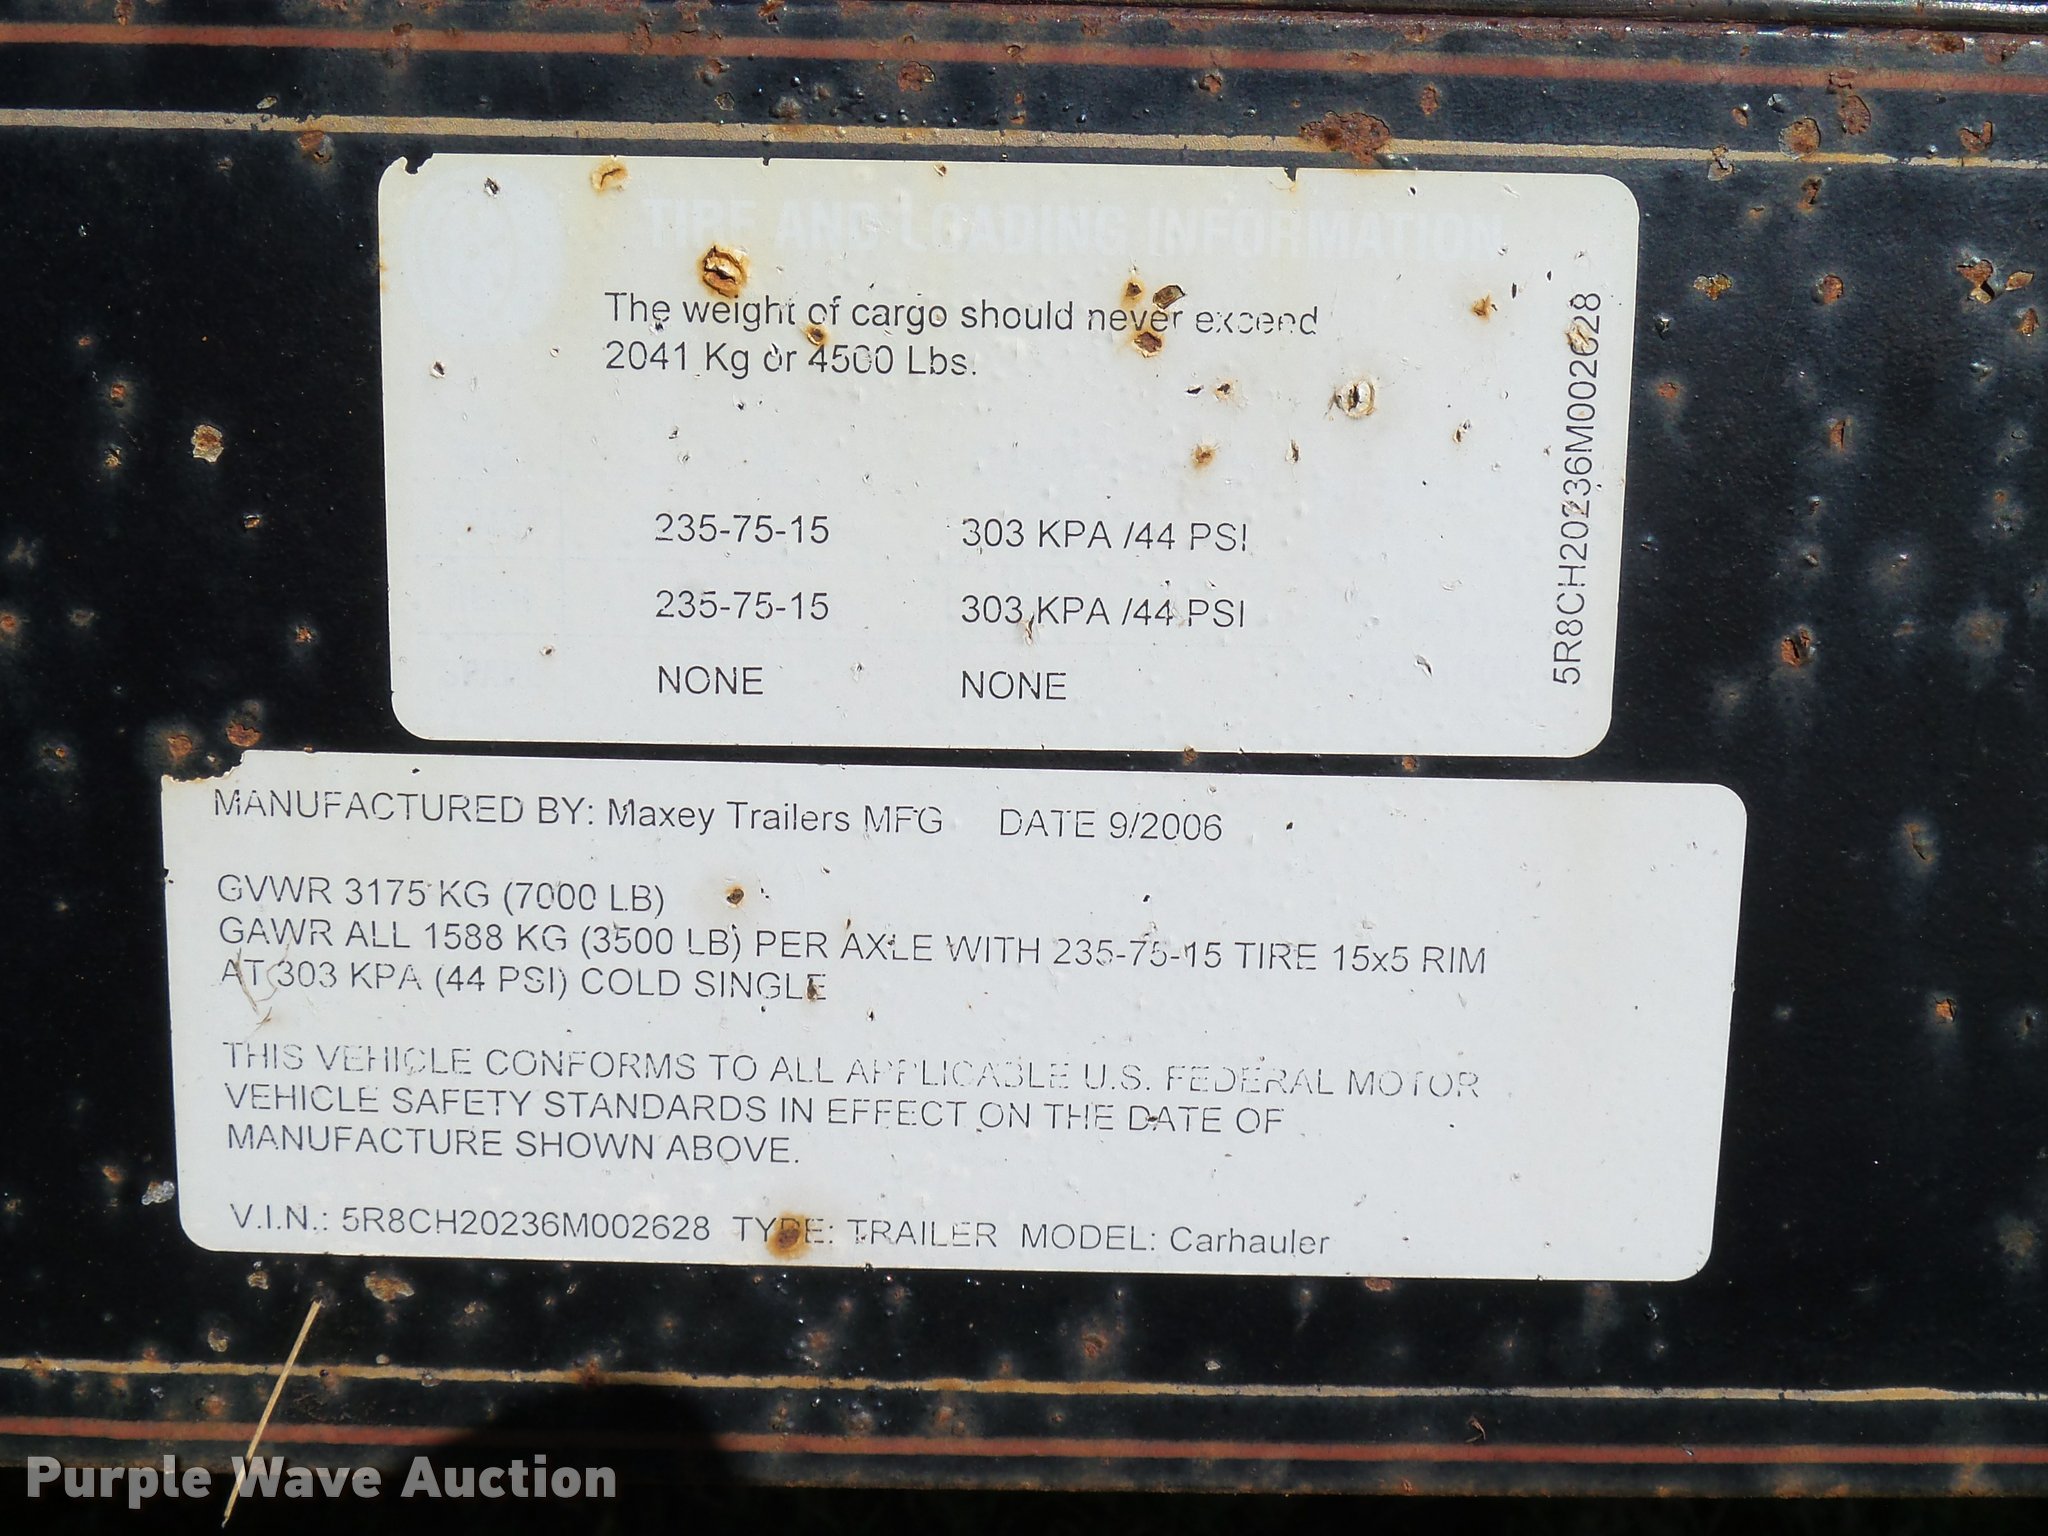 TIRE AND LOADING INFORMATION
The weight of cargo should never exceed
2041 Kg or 4500 Lbs.
235-75-15 303 KPA /44 PSI
235-75-15 303 KPA /44 PSI
NONE NONE
5R8CH20236M002628
MANUFACTURED BY: Maxey Trailers MFG DATE 9/2006
GVWR 3175 KG (7000 LB)
GAWR ALL 1588 KG (3500 LB) PER AXLE WITH 235-75-15 TIRE 15x5 RIM
AT 303 KPA (44 PSI) COLD SINGLE
THIS VEHICLE CONFORMS TO ALL APPLICABLE U.S. FEDERAL MOTOR
VEHICLE SAFETY STANDARDS IN EFFECT ON THE DATE OF
MANUFACTURE SHOWN ABOVE.
V.I.N.: 5R8CH20236M002628 TYPE: TRAILER MODEL: Carhauler
Purple Wave Auction